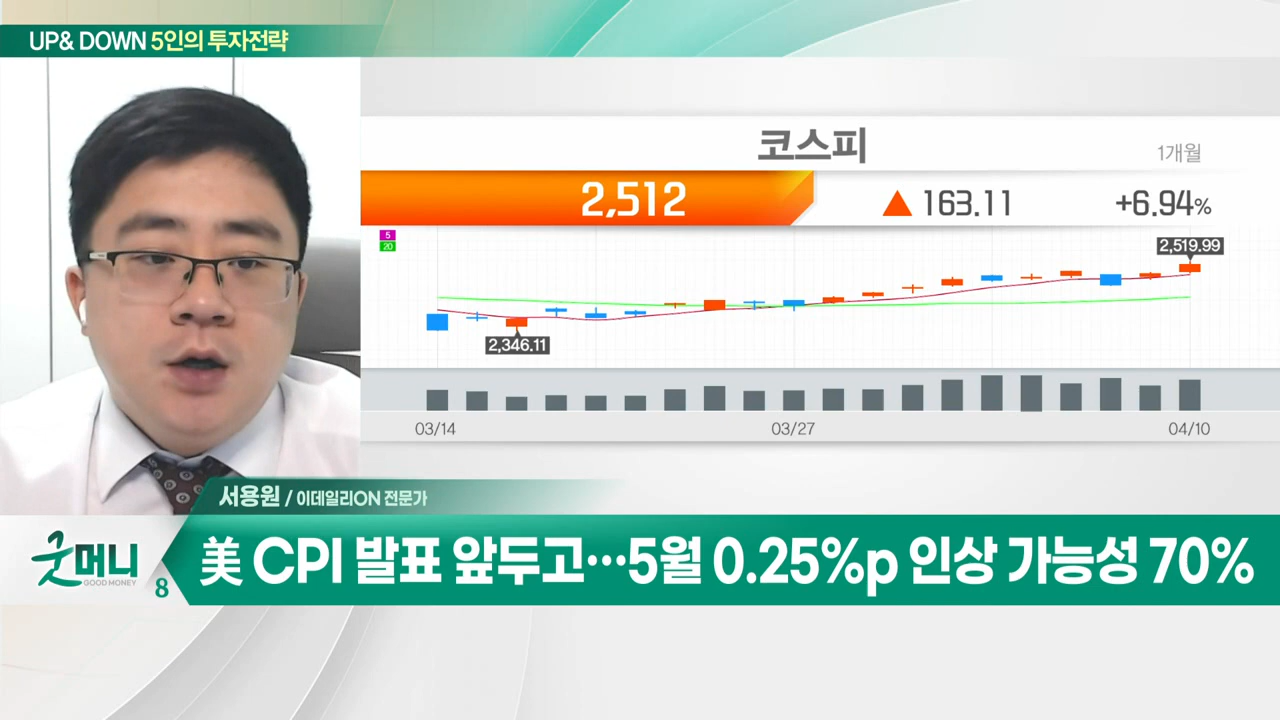 UP& DOWN 5인의 투자전략
코스피
1개월
2,512
▲ 163.11
+6.94%
5
20
2,519.99
2,346.11
03/14
03/27
04/10
서용원 / 이데일리ON 전문가
굿머니
GOOD MONEY
8
美 CPI 발표 앞두고…5월 0.25%p 인상 가능성 70%